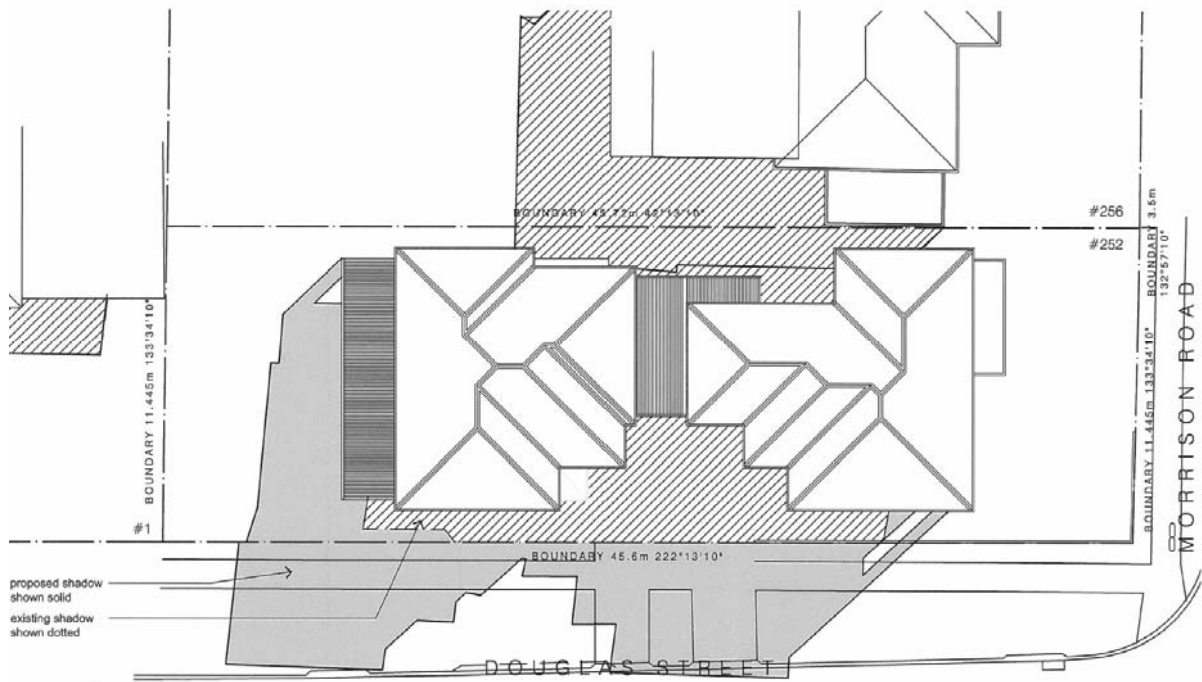 BOUNDARY 45.72m 42°13'10"
#256
#252
BOUNDARY 3.5m
132°57'10"
BOUNDARY 11.445m 133°34'10"
BOUNDARY 11.445m 133°34'10"
MORRISON ROAD
#1
BOUNDARY 45.6m 222°13'10"
proposed shadow
shown solid
existing shadow
shown dotted
DOUGLAS STREET